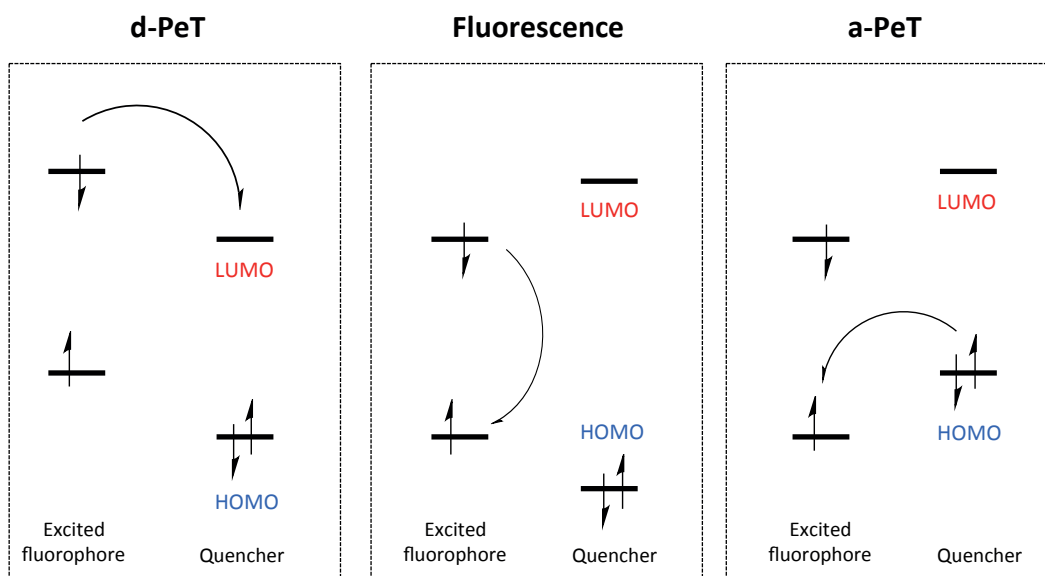 d-PeT
LUMO
HOMO
Excited
fluorophore
Quencher
Fluorescence
LUMO
HOMO
Excited
fluorophore
Quencher
a-PeT
LUMO
HOMO
Excited
fluorophore
Quencher